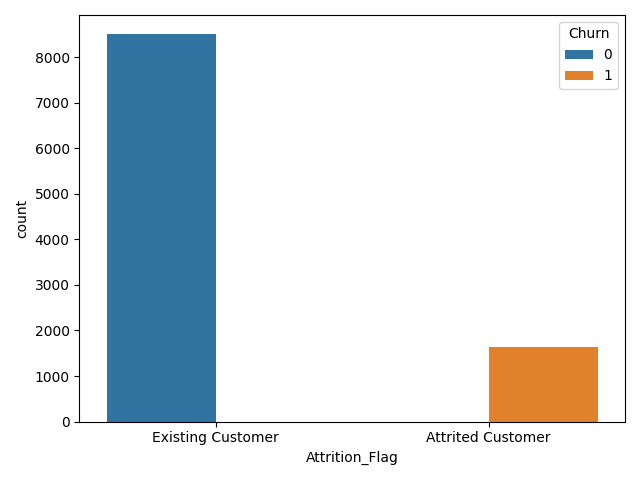 Churn
0
1
8000
7000
6000
5000
4000
3000
2000
1000
0
count
Existing Customer
Attrited Customer
Attrition_Flag